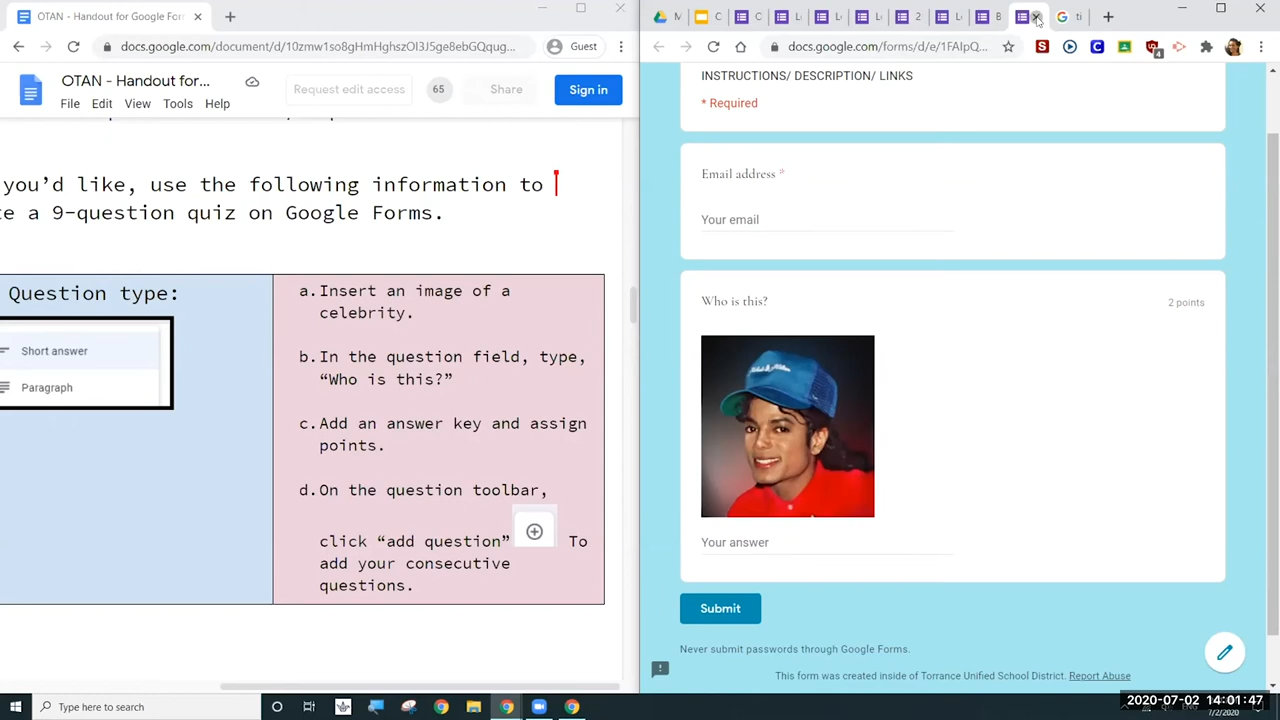 OTAN - Handout for Google For
docs.google.com/document/d/10zmw1so8gHmHghszOI3J5ge8ebGQqug...
Guest
OTAN - Handout for...
Request edit access
65
Share
Sign in
File Edit View Tools Help
you'd like, use the following information to
te a 9-question quiz on Google Forms.
Question type:
Short answer
Paragraph
a. Insert an image of a
celebrity.
b. In the question field, type,
“Who is this?”
c. Add an answer key and assign
points.
d. On the question toolbar,
click “add question” To
add your consecutive
questions.
docs.google.com/forms/d/e/1FAIpQ...
4
INSTRUCTIONS/ DESCRIPTION/ LINKS
* Required
Email address *
Your email
Who is this?
2 points
Your answer
Submit
Never submit passwords through Google Forms.
This form was created inside of Torrance Unified School District. Report Abuse
Type here to search
2020-07-02 14:01:47
7/2/2020